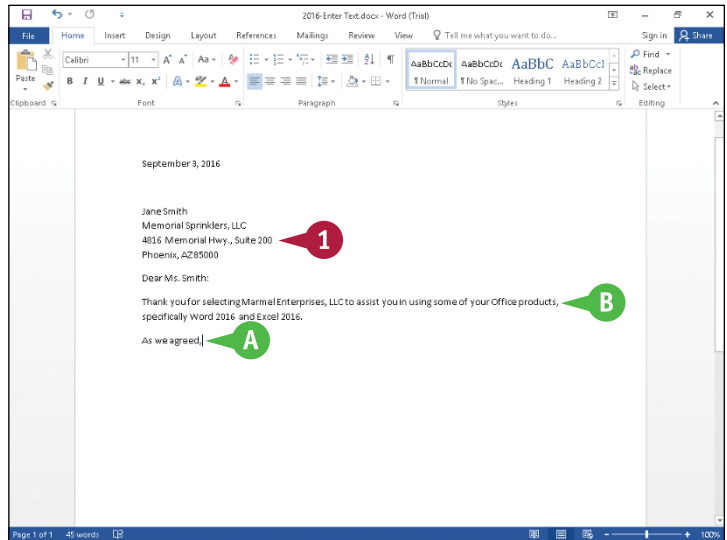 2016-Enter Text.docx - Word (Trial)
File Home Insert Design Layout References Mailings Review View Tell me what you want to do... Sign in Share
Calibri 11 A A Aa
AaBbCcDc AaBbCcDc AaBbC AaBbCcI
Find
Replace
Select
Paste
B I U abc x, x² A A
¶ Normal ¶ No Spac... Heading 1 Heading 2
Clipboard Font Paragraph Styles Editing
September 3, 2016
Jane Smith
Memorial Sprinklers, LLC
4816 Memorial Hwy., Suite 200
1
Phoenix, AZ 85000
Dear Ms. Smith:
Thank you for selecting Marmel Enterprises, LLC to assist you in using some of your Office products,
B
specifically Word 2016 and Excel 2016.
As we agreed,
A
Page 1 of 1 45 words 100%